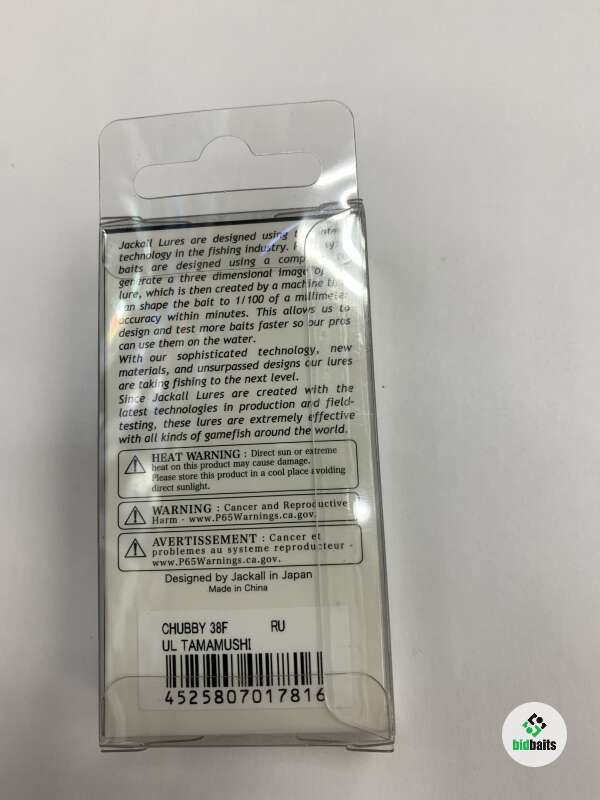 Jackall Lures are designed using
technology in the fishing industry.
baits are designed using a
generate a three dimensional image of
lure, which is then created by a machine
can shape the bait to 1/100 of a millimeter
accuracy within minutes. This allows us to
design and test more baits faster so our pros
can use them on the water.
With our sophisticated technology, new
materials, and unsurpassed designs our lures
are taking fishing to the next level.
Since Jackall Lures are created with the
latest technologies in production and field-
testing, these lures are extremely effective
with all kinds of gamefish around the world.
HEAT WARNING : Direct sun or extreme
heat on this product may cause damage.
Please store this product in a cool place avoiding
direct sunlight.
WARNING : Cancer and Reproductive
Harm - www.P65Warnings.ca.gov.
AVERTISSEMENT : Cancer et
problemes au systeme reproducteur -
www.P65Warnings.ca.gov.
Designed by Jackall in Japan
Made in China
CHUBBY 38F RU
UL TAMAMUSHI
4525807017816
bidbaits